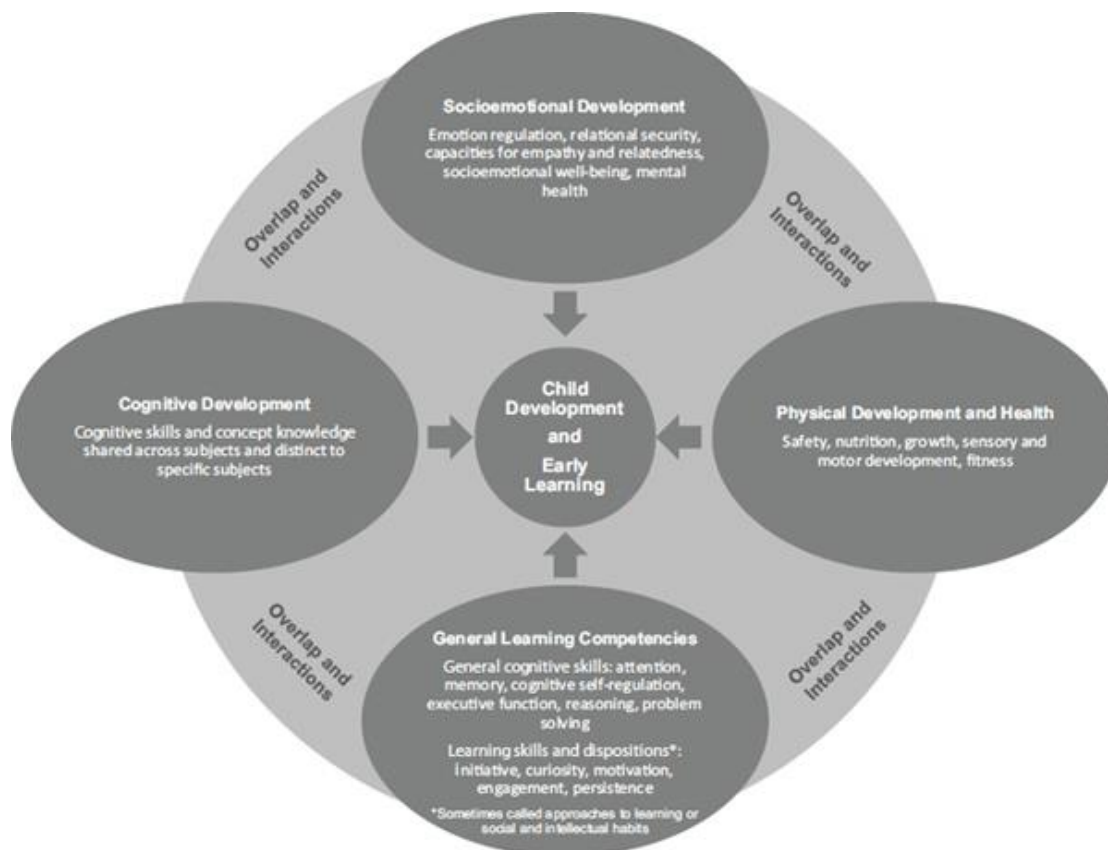 Socioemotional Development
Emotion regulation, relational security,
capacities for empathy and relatedness,
socioemotional well-being, mental
health
Overlap and
Interactions
Overlap and
Interactions
Cognitive Development
Cognitive skills and concept knowledge
shared across subjects and distinct to
specific subjects
Child
Development
and
Early
Learning
Physical Development and Health
Safety, nutrition, growth, sensory and
motor development, fitness
Overlap and
Interactions
Overlap and
Interactions
General Learning Competencies
General cognitive skills: attention,
memory, cognitive self-regulation,
executive function, reasoning, problem
solving
Learning skills and dispositions*:
initiative, curiosity, motivation,
engagement, persistence
*Sometimes called approaches to learning or
social and intellectual habits